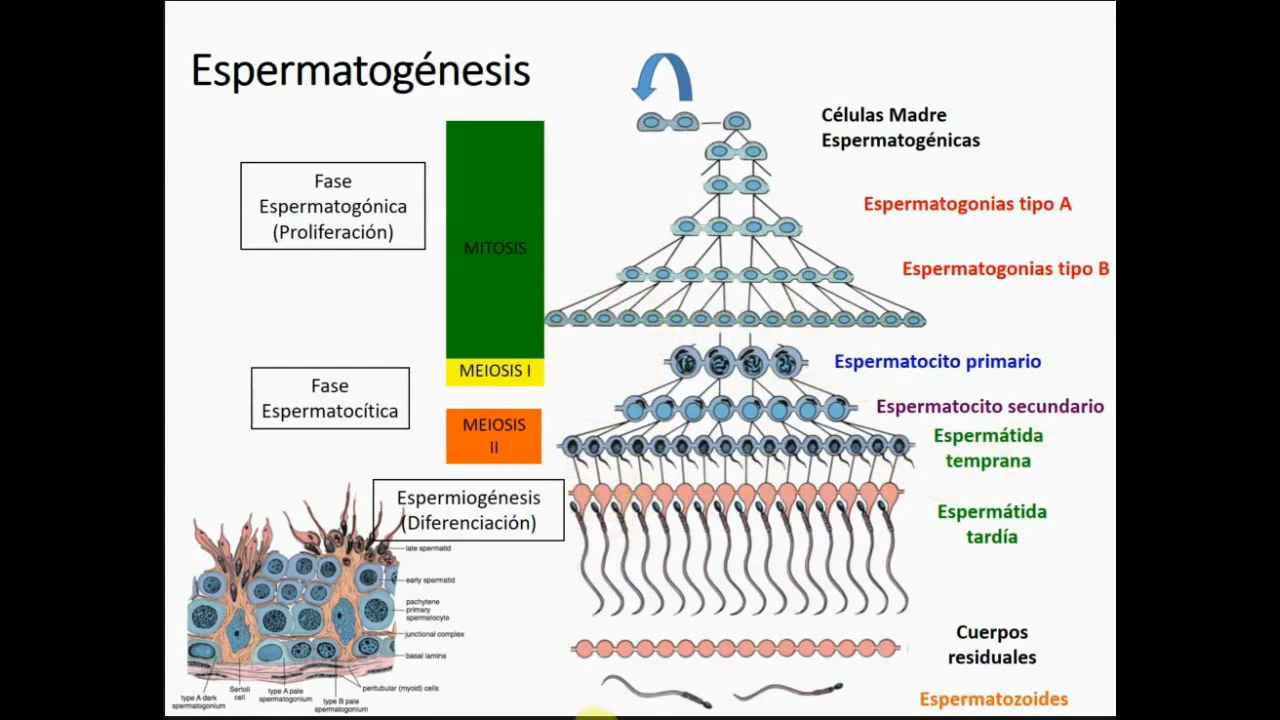 Espermatogénesis
Células Madre
Espermatogénicas
Fase
Espermatogónica
(Proliferación)
MITOSIS
Espermatogonias tipo A
Espermatogonias tipo B
MEIOSIS I
Espermatocito primario
Fase
Espermatocítica
MEIOSIS
II
Espermatocito secundario
Espermátida
temprana
Espermiogénesis
(Diferenciación)
Espermátida
tardía
late spermatid
early spermatid
pachytene
primary
spermatocyte
junctional complex
basal lamina
peritubular (myoid) cells
type A dark
spermatogonium
Sertoli
cell
type A pale
spermatogonium
type B pale
spermatogonium
Cuerpos
residuales
Espermatozoides